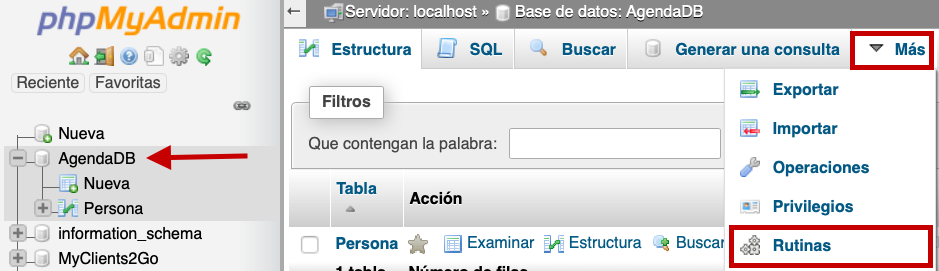 phpMyAdmin
Reciente Favoritas
Nueva
AgendaDB
Nueva
Persona
information_schema
MyClients2Go
Servidor: localhost » Base de datos: AgendaDB
Estructura SQL Buscar Generar una consulta Más
Exportar
Importar
Operaciones
Privilegios
Rutinas
Filtros
Que contengan la palabra:
Tabla Acción
Persona Examinar Estructura Buscar
1 tabla Número de filas